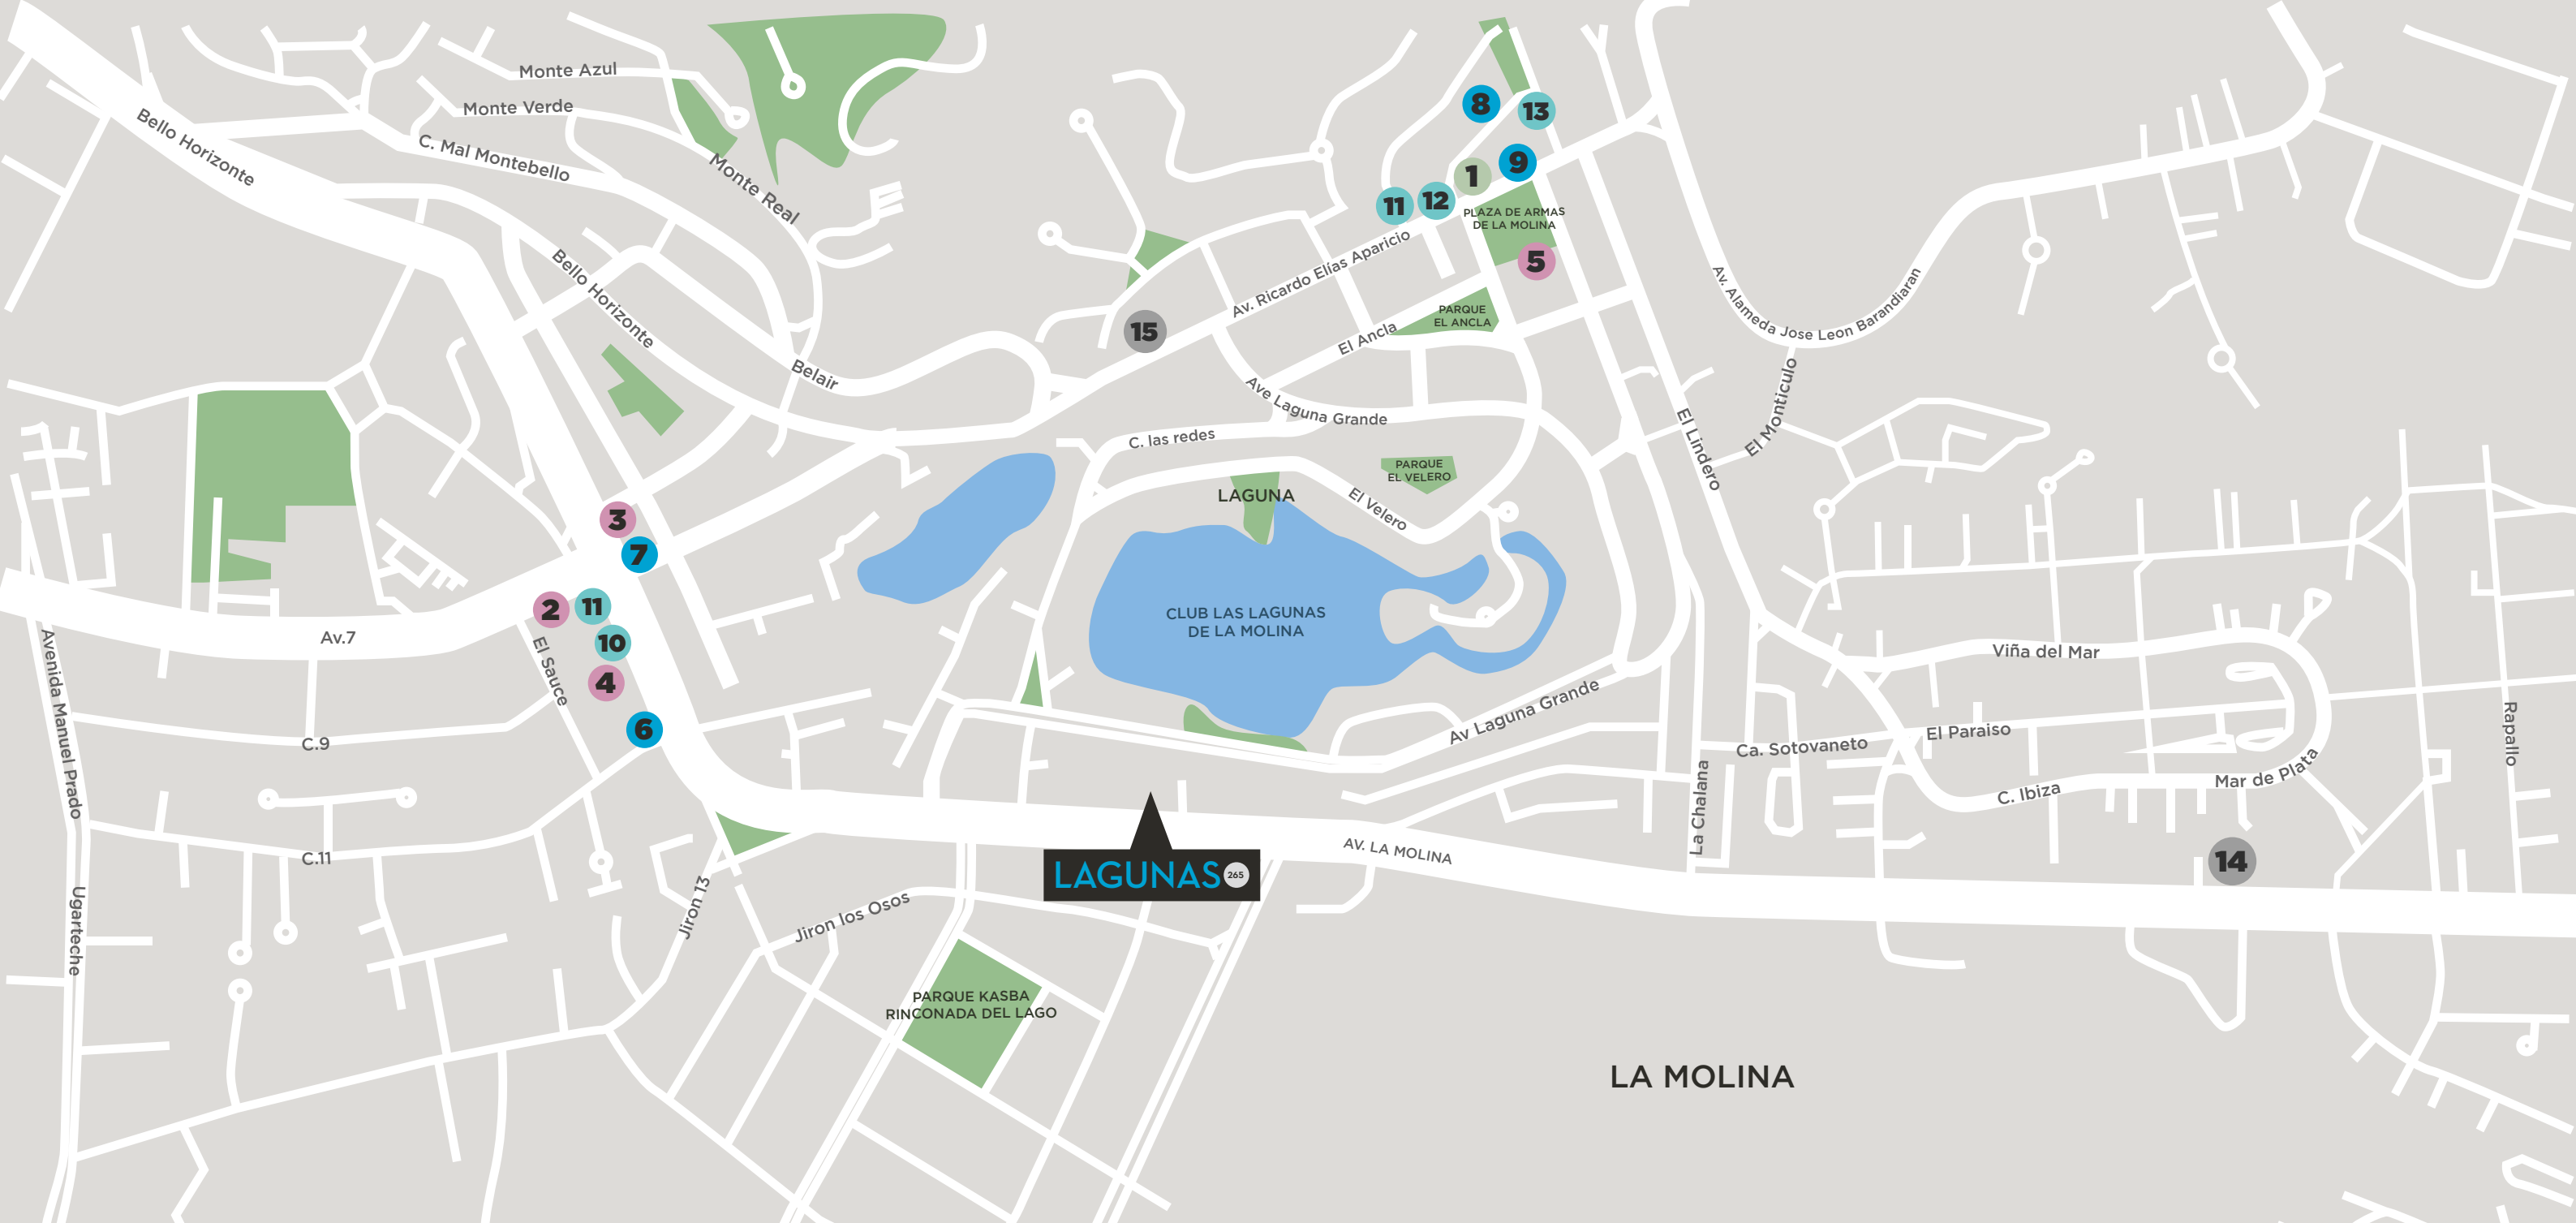 Monte Azul
Monte Verde
Bello Horizonte
C. Mal Montebello
Monte Real
8
13
9
1
12
11
PLAZA DE ARMAS
DE LA MOLINA
5
Av. Ricardo Elías Aparicio
Bello Horizonte
Av. Alameda Jose Leon Barandiaran
15
PARQUE
EL ANCLA
El Ancla
Belair
Ave Laguna Grande
El Monticulo
El Lindero
C. las redes
PARQUE
EL VELERO
LAGUNA
El Velero
3
7
2
11
10
4
6
CLUB LAS LAGUNAS
DE LA MOLINA
Av.7
El Sauce
Avenida Manuel Prado
Ugarteche
Viña del Mar
Av Laguna Grande
C.9
Ca. Sotovaneto
El Paraiso
Rapallo
Mar de Plata
C. Ibiza
La Chalana
AV. LA MOLINA
C.11
14
LAGUNAS 265
Jiron 13
Jiron los Osos
PARQUE KASBA
RINCONADA DEL LAGO
LA MOLINA